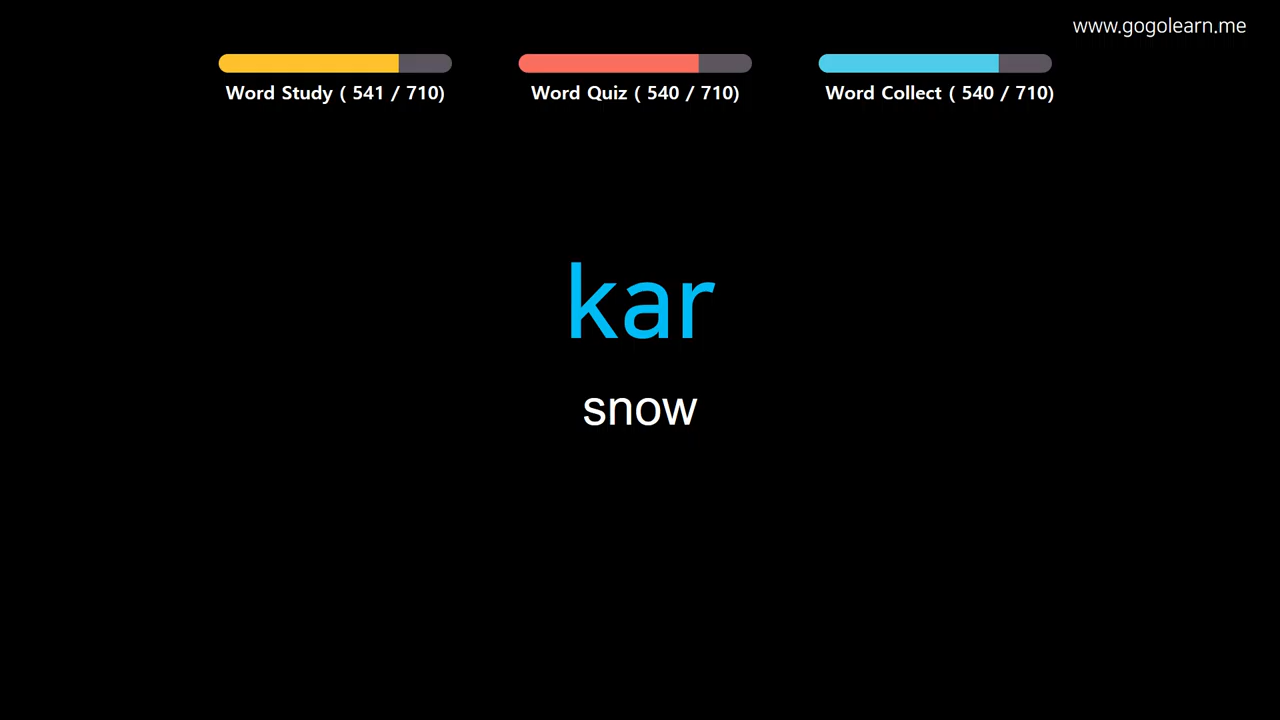 www.gogolearn.me
Word Study ( 541 / 710)
Word Quiz ( 540 / 710)
Word Collect ( 540 / 710)
kar
snow